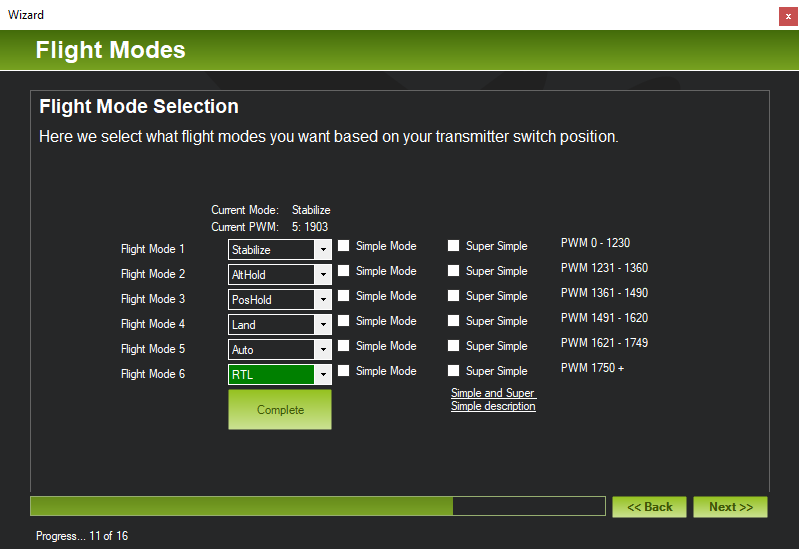 Wizard
x
Flight Modes
Flight Mode Selection
Here we select what flight modes you want based on your transmitter switch position.
Current Mode: Stabilize
Current PWM: 5: 1903
Flight Mode 1 Stabilize Simple Mode Super Simple PWM 0 - 1230
Flight Mode 2 AltHold Simple Mode Super Simple PWM 1231 - 1360
Flight Mode 3 PosHold Simple Mode Super Simple PWM 1361 - 1490
Flight Mode 4 Land Simple Mode Super Simple PWM 1491 - 1620
Flight Mode 5 Auto Simple Mode Super Simple PWM 1621 - 1749
Flight Mode 6 RTL Simple Mode Super Simple PWM 1750 +
Complete
Simple and Super
Simple description
<< Back Next >>
Progress... 11 of 16